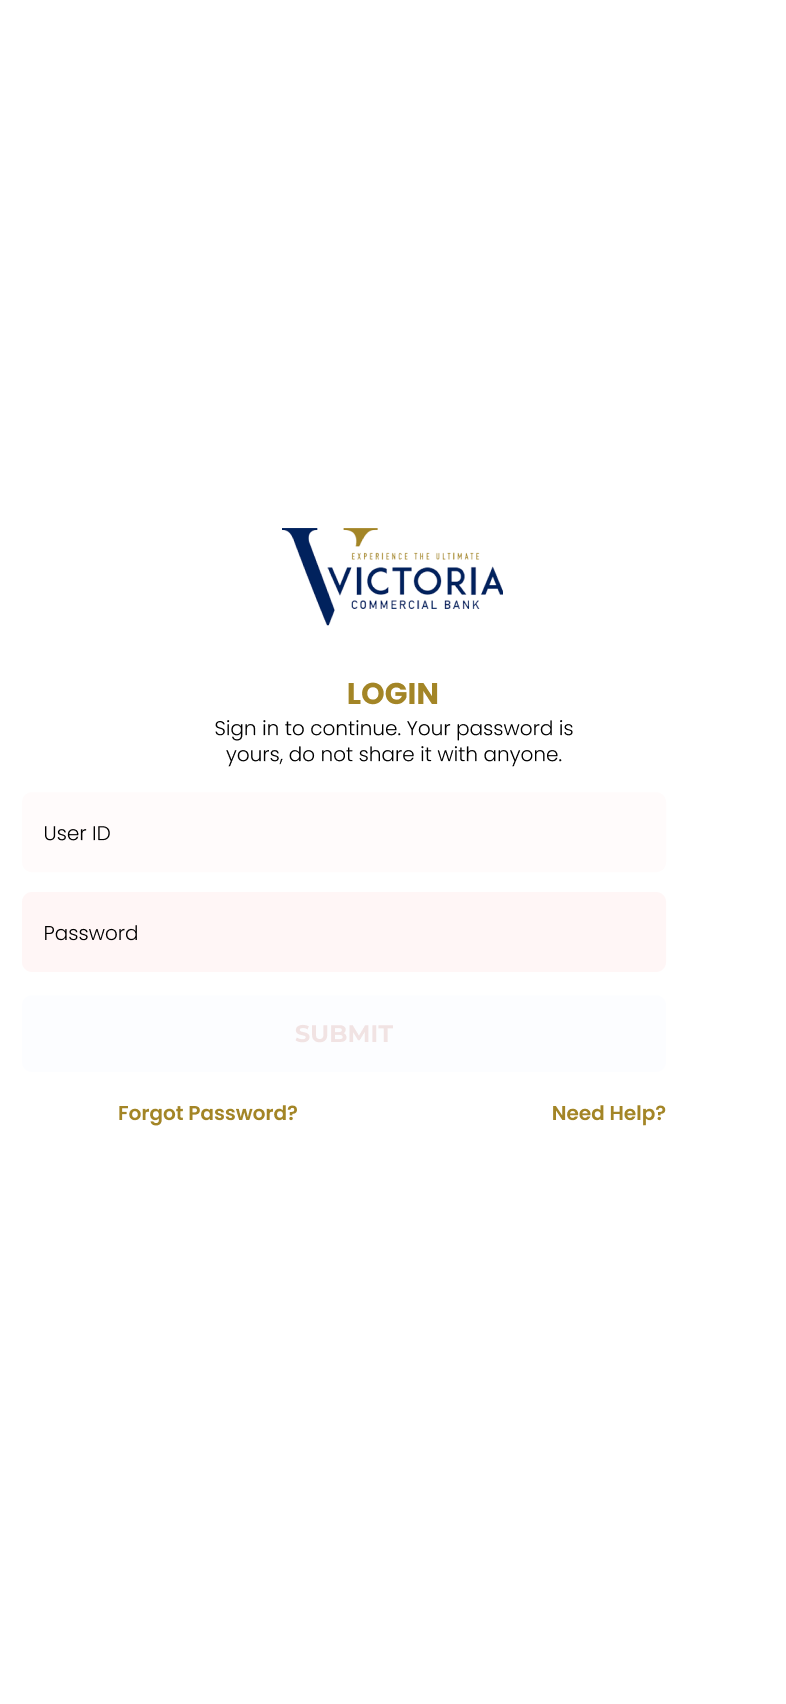 EXPERIENCE THE ULTIMATE
VICTORIA
COMMERCIAL BANK
LOGIN
Sign in to continue. Your password is
yours, do not share it with anyone.
User ID
Password
SUBMIT
Forgot Password?
Need Help?